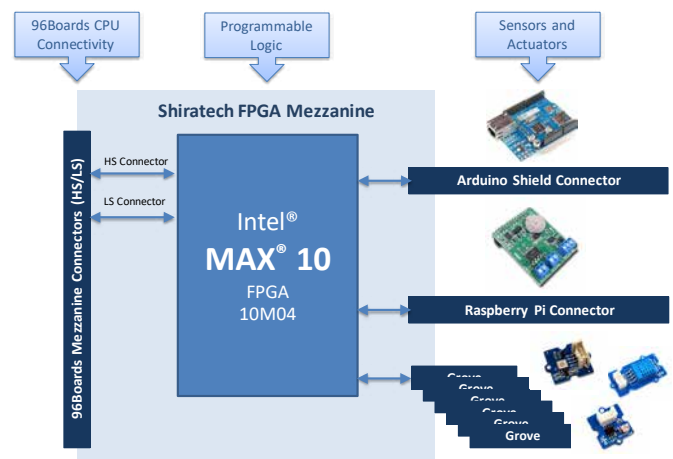 96Boards CPU
Connectivity
Programmable
Logic
Sensors and
Actuators
Shiratech FPGA Mezzanine
96Boards Mezzanine Connectors (HS/LS)
HS Connector
LS Connector
Intel®
MAX® 10
FPGA
10M04
Arduino Shield Connector
Raspberry Pi Connector
Grove
Grove
Grove
Grove
Grove
Grove